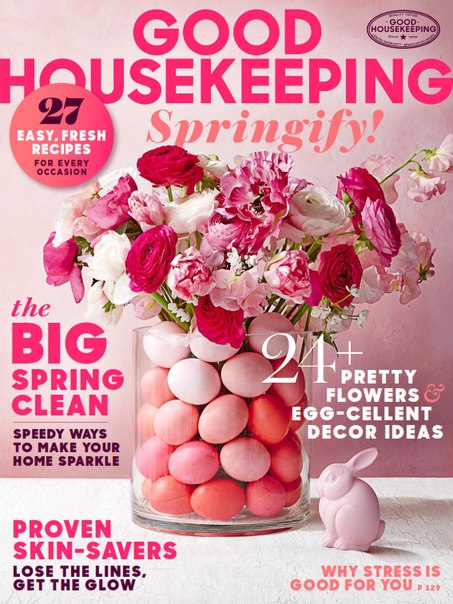 GOOD
HOUSEKEEPING
GOOD
HOUSEKEEPING
Since 1909
Springify!
27
EASY, FRESH
RECIPES
FOR EVERY
OCCASION
the
BIG
SPRING
CLEAN
SPEEDY WAYS
TO MAKE YOUR
HOME SPARKLE
24+
PRETTY
FLOWERS &
EGG-CELLENT
DECOR IDEAS
PROVEN
SKIN-SAVERS
LOSE THE LINES,
GET THE GLOW
WHY STRESS IS
GOOD FOR YOU P 129